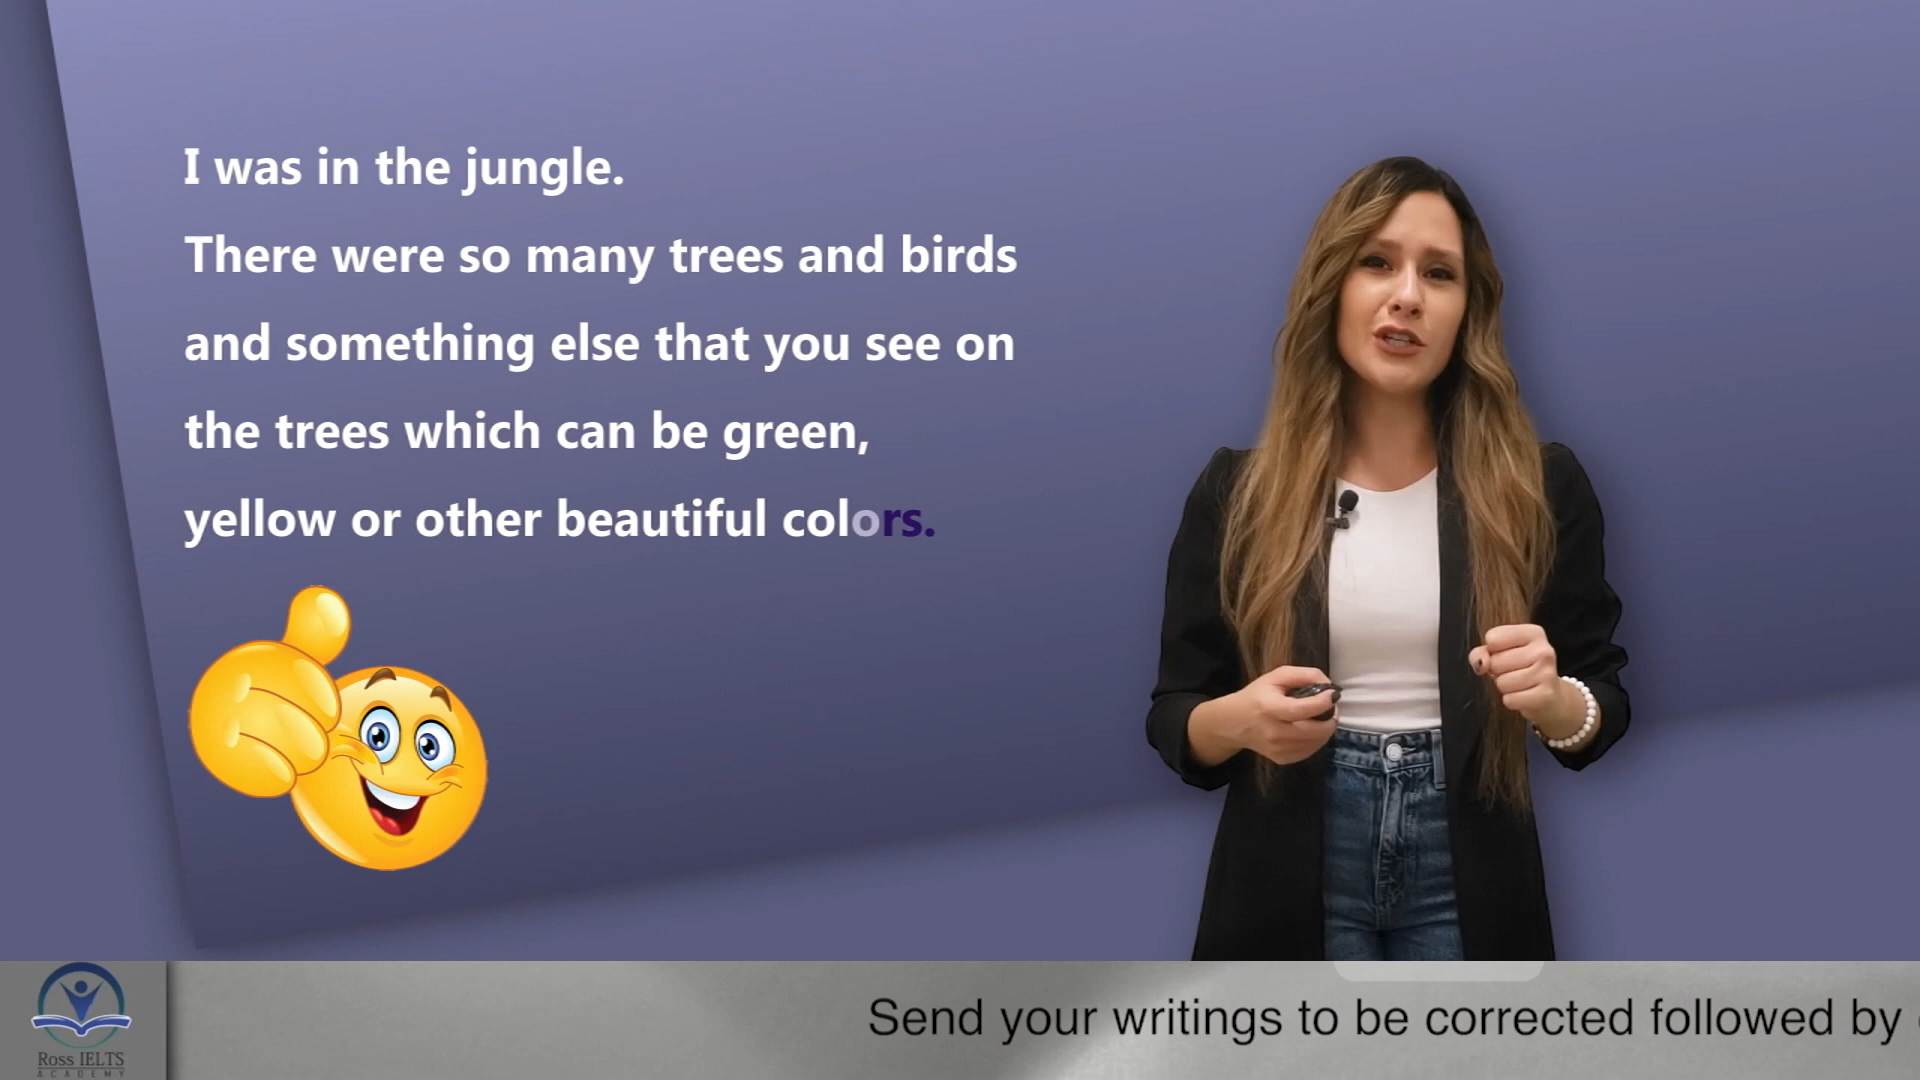 I was in the jungle.
There were so many trees and birds
and something else that you see on
the trees which can be green,
yellow or other beautiful colors.
Send your writings to be corrected followed by
Ross IELTS
ACADEMY